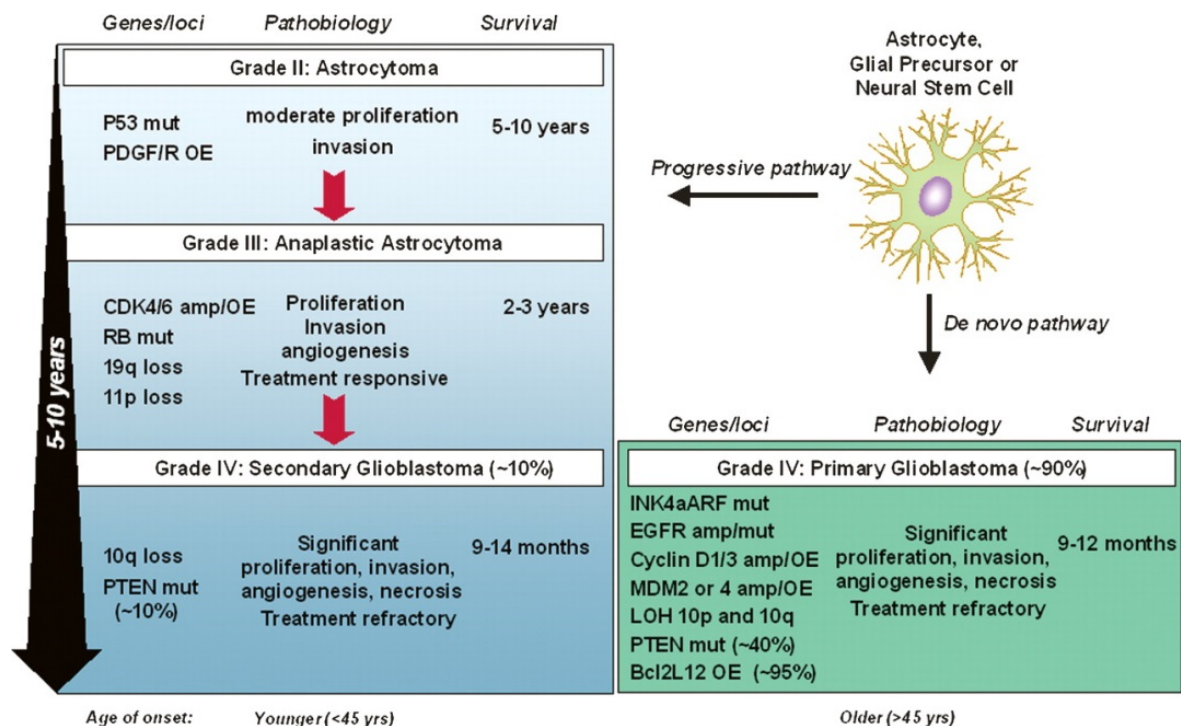 Genes/loci Pathobiology Survival
Grade II: Astrocytoma
P53 mut
PDGF/R OE
moderate proliferation
invasion
5-10 years
Grade III: Anaplastic Astrocytoma
CDK4/6 amp/OE
RB mut
19q loss
11p loss
Proliferation
Invasion
angiogenesis
Treatment responsive
2-3 years
Grade IV: Secondary Glioblastoma (~10%)
10q loss
PTEN mut
(~10%)
Significant
proliferation, invasion,
angiogenesis, necrosis
Treatment refractory
9-14 months
5-10 years
Age of onset: Younger (<45 yrs)
Astrocyte,
Glial Precursor or
Neural Stem Cell
Progressive pathway
De novo pathway
Genes/loci Pathobiology Survival
Grade IV: Primary Glioblastoma (~90%)
INK4aARF mut
EGFR amp/mut
Cyclin D1/3 amp/OE
MDM2 or 4 amp/OE
LOH 10p and 10q
PTEN mut (~40%)
Bcl2L12 OE (~95%)
Significant
proliferation, invasion,
angiogenesis, necrosis
Treatment refractory
9-12 months
Older (>45 yrs)